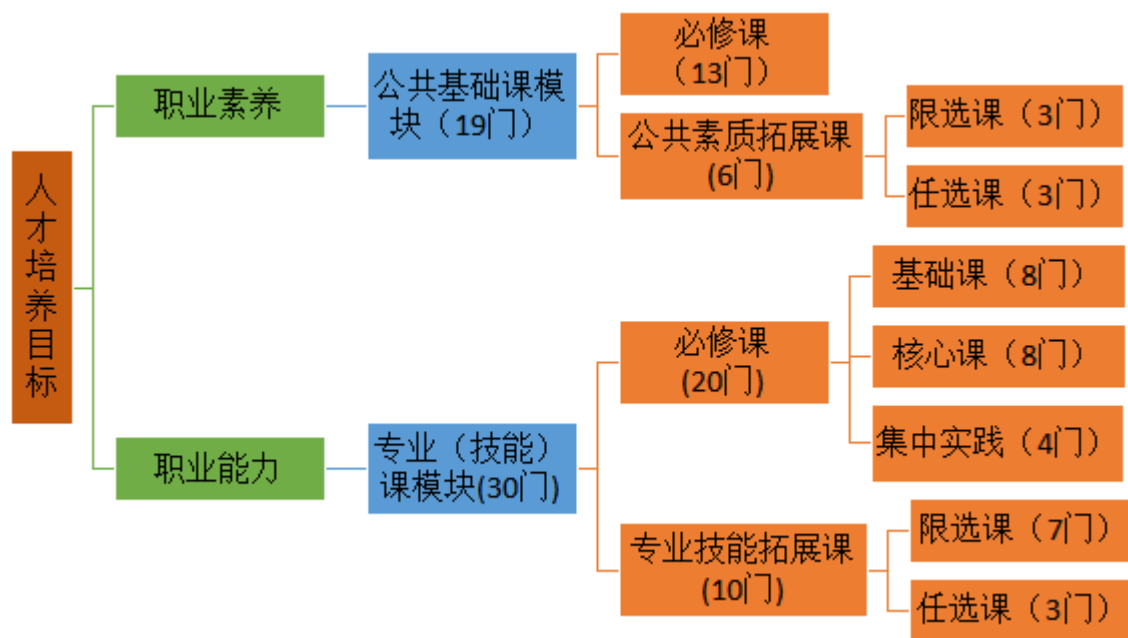 人才培养目标
职业素养
公共基础课模
块（19门）
必修课
（13门）
公共素质拓展课
(6门)
限选课（3门）
任选课（3门）
职业能力
专业（技能）
课模块(30门)
必修课
(20门)
基础课（8门）
核心课（8门）
集中实践（4门）
专业技能拓展课
(10门)
限选课（7门）
任选课（3门）